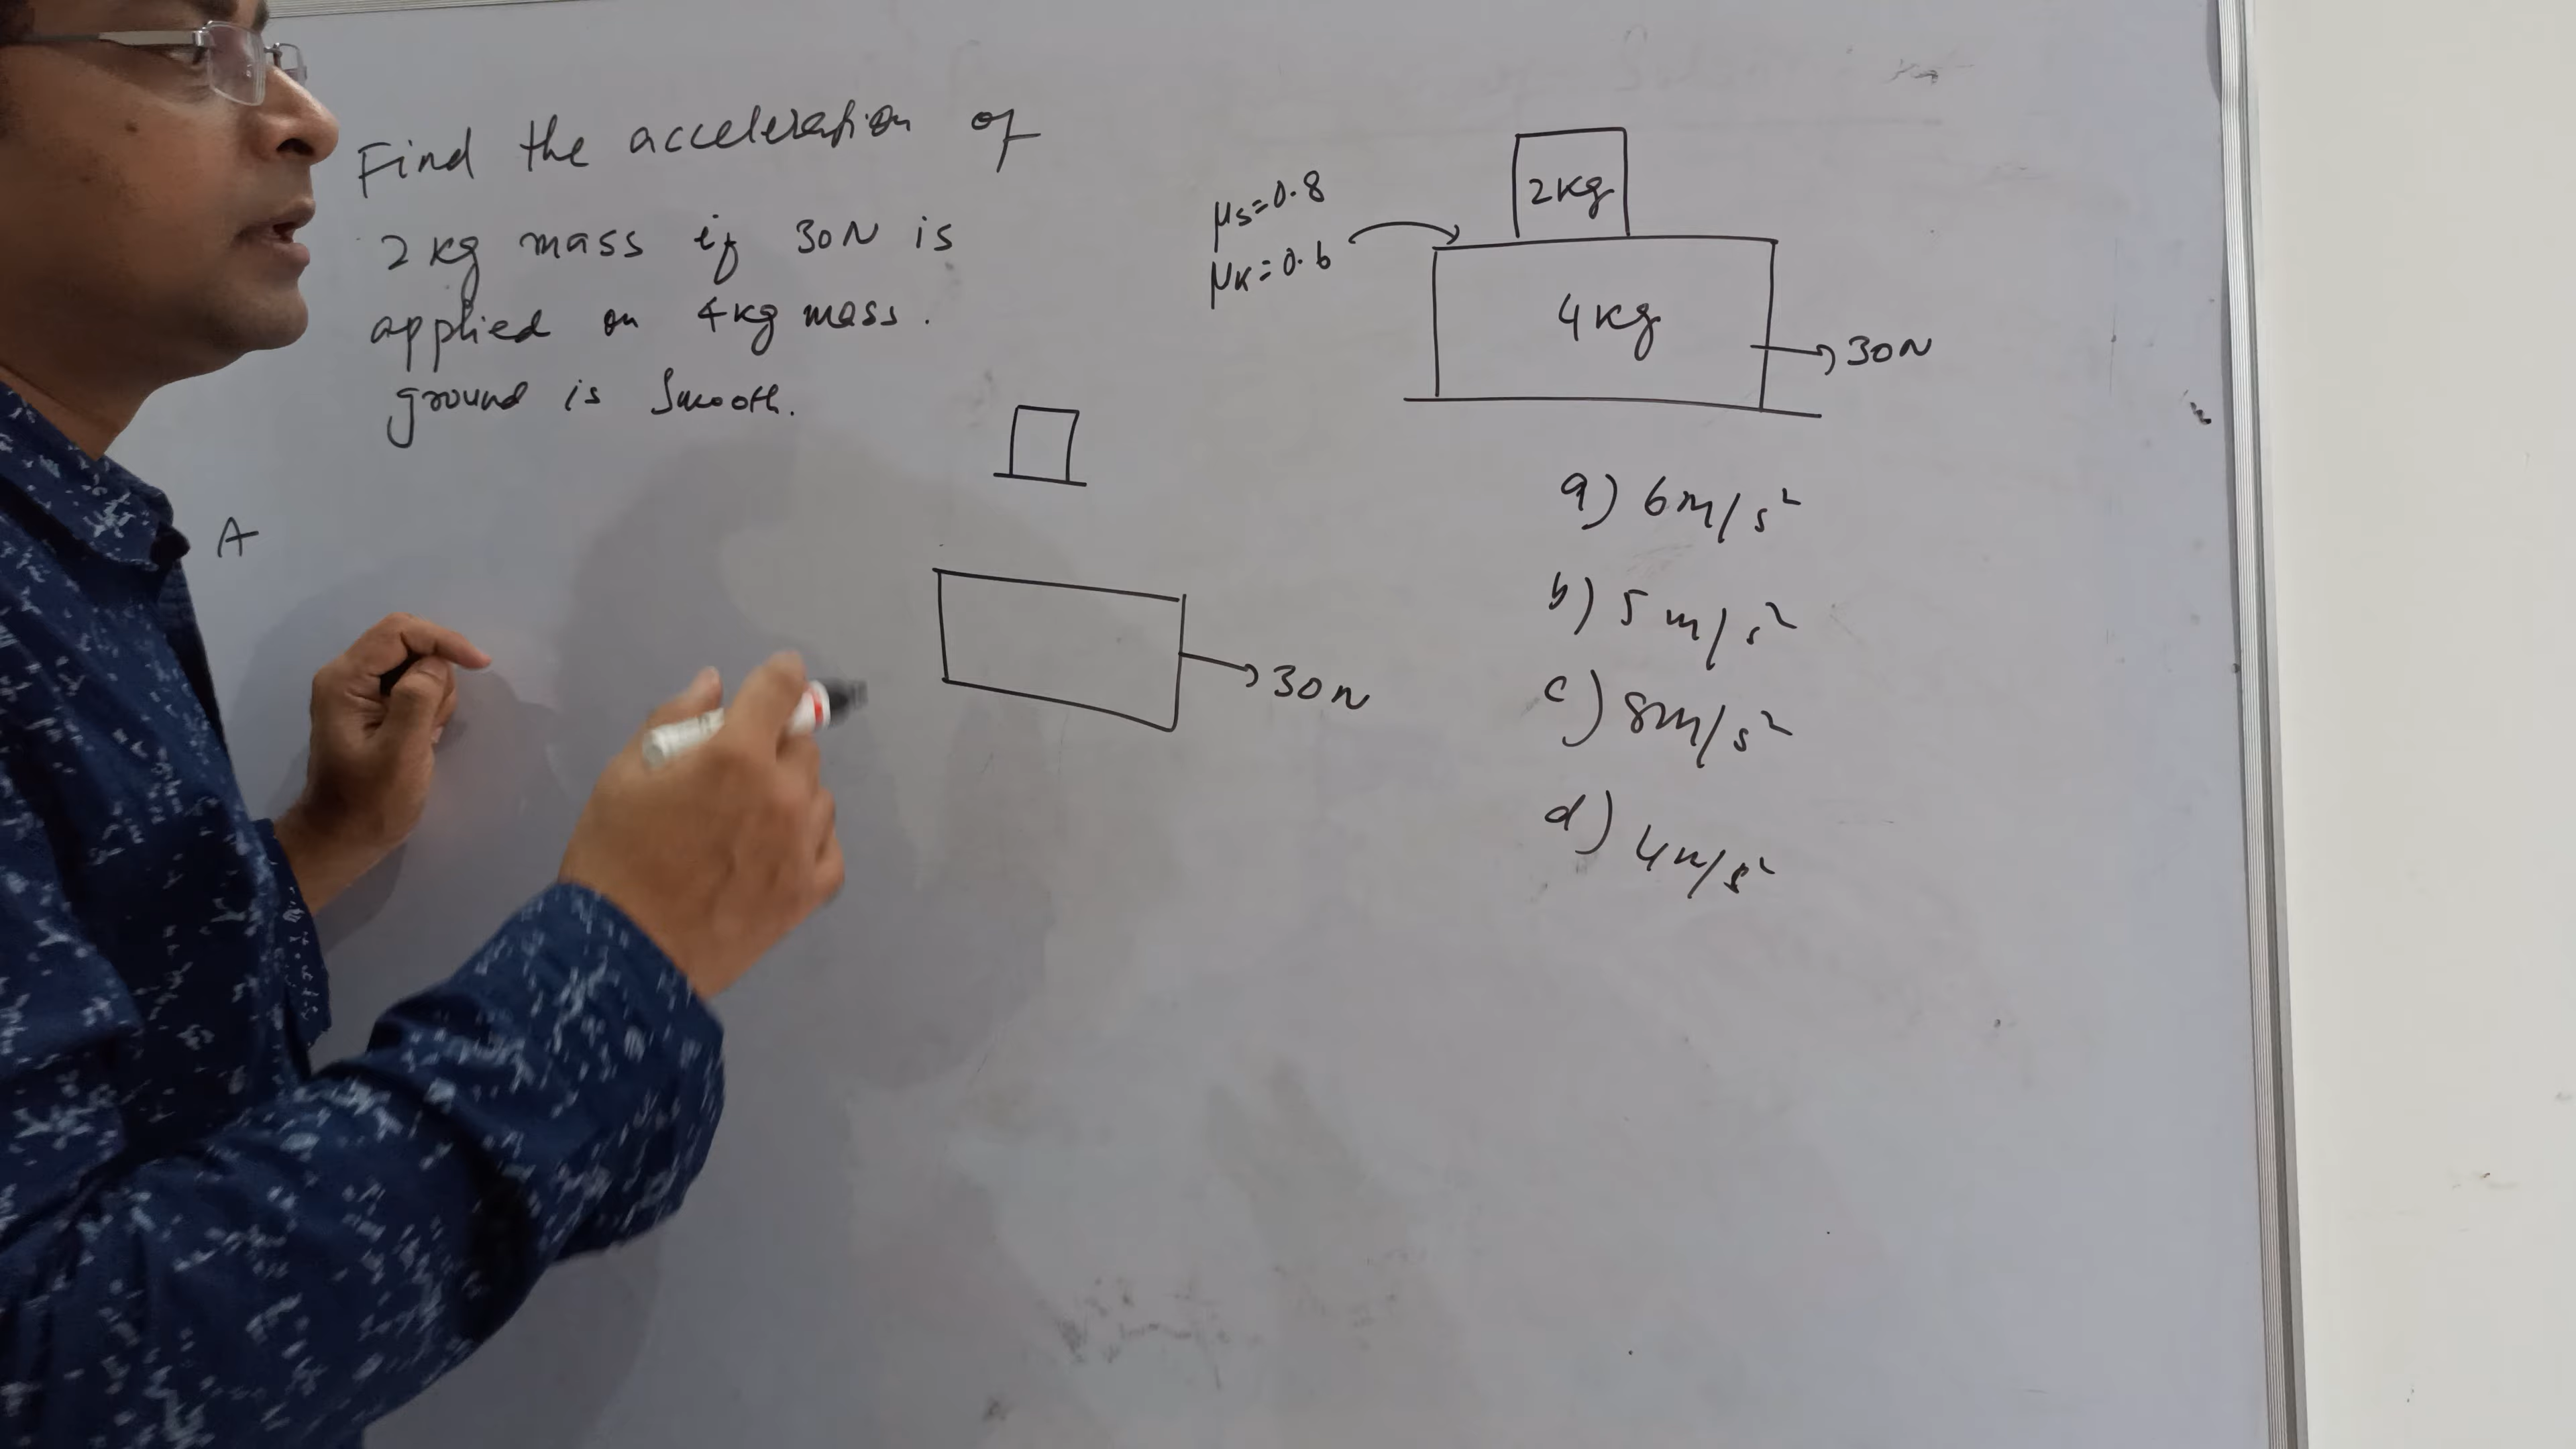 Find the acceleration of
2 kg mass if 30N is
applied on 4kg mass.
ground is smooth.
A
μs=0.8
μk=0.6
2kg
4kg
30N
30N
a) 6m/s²
b) 5 m/s²
c) 8m/s²
d) 4m/s²